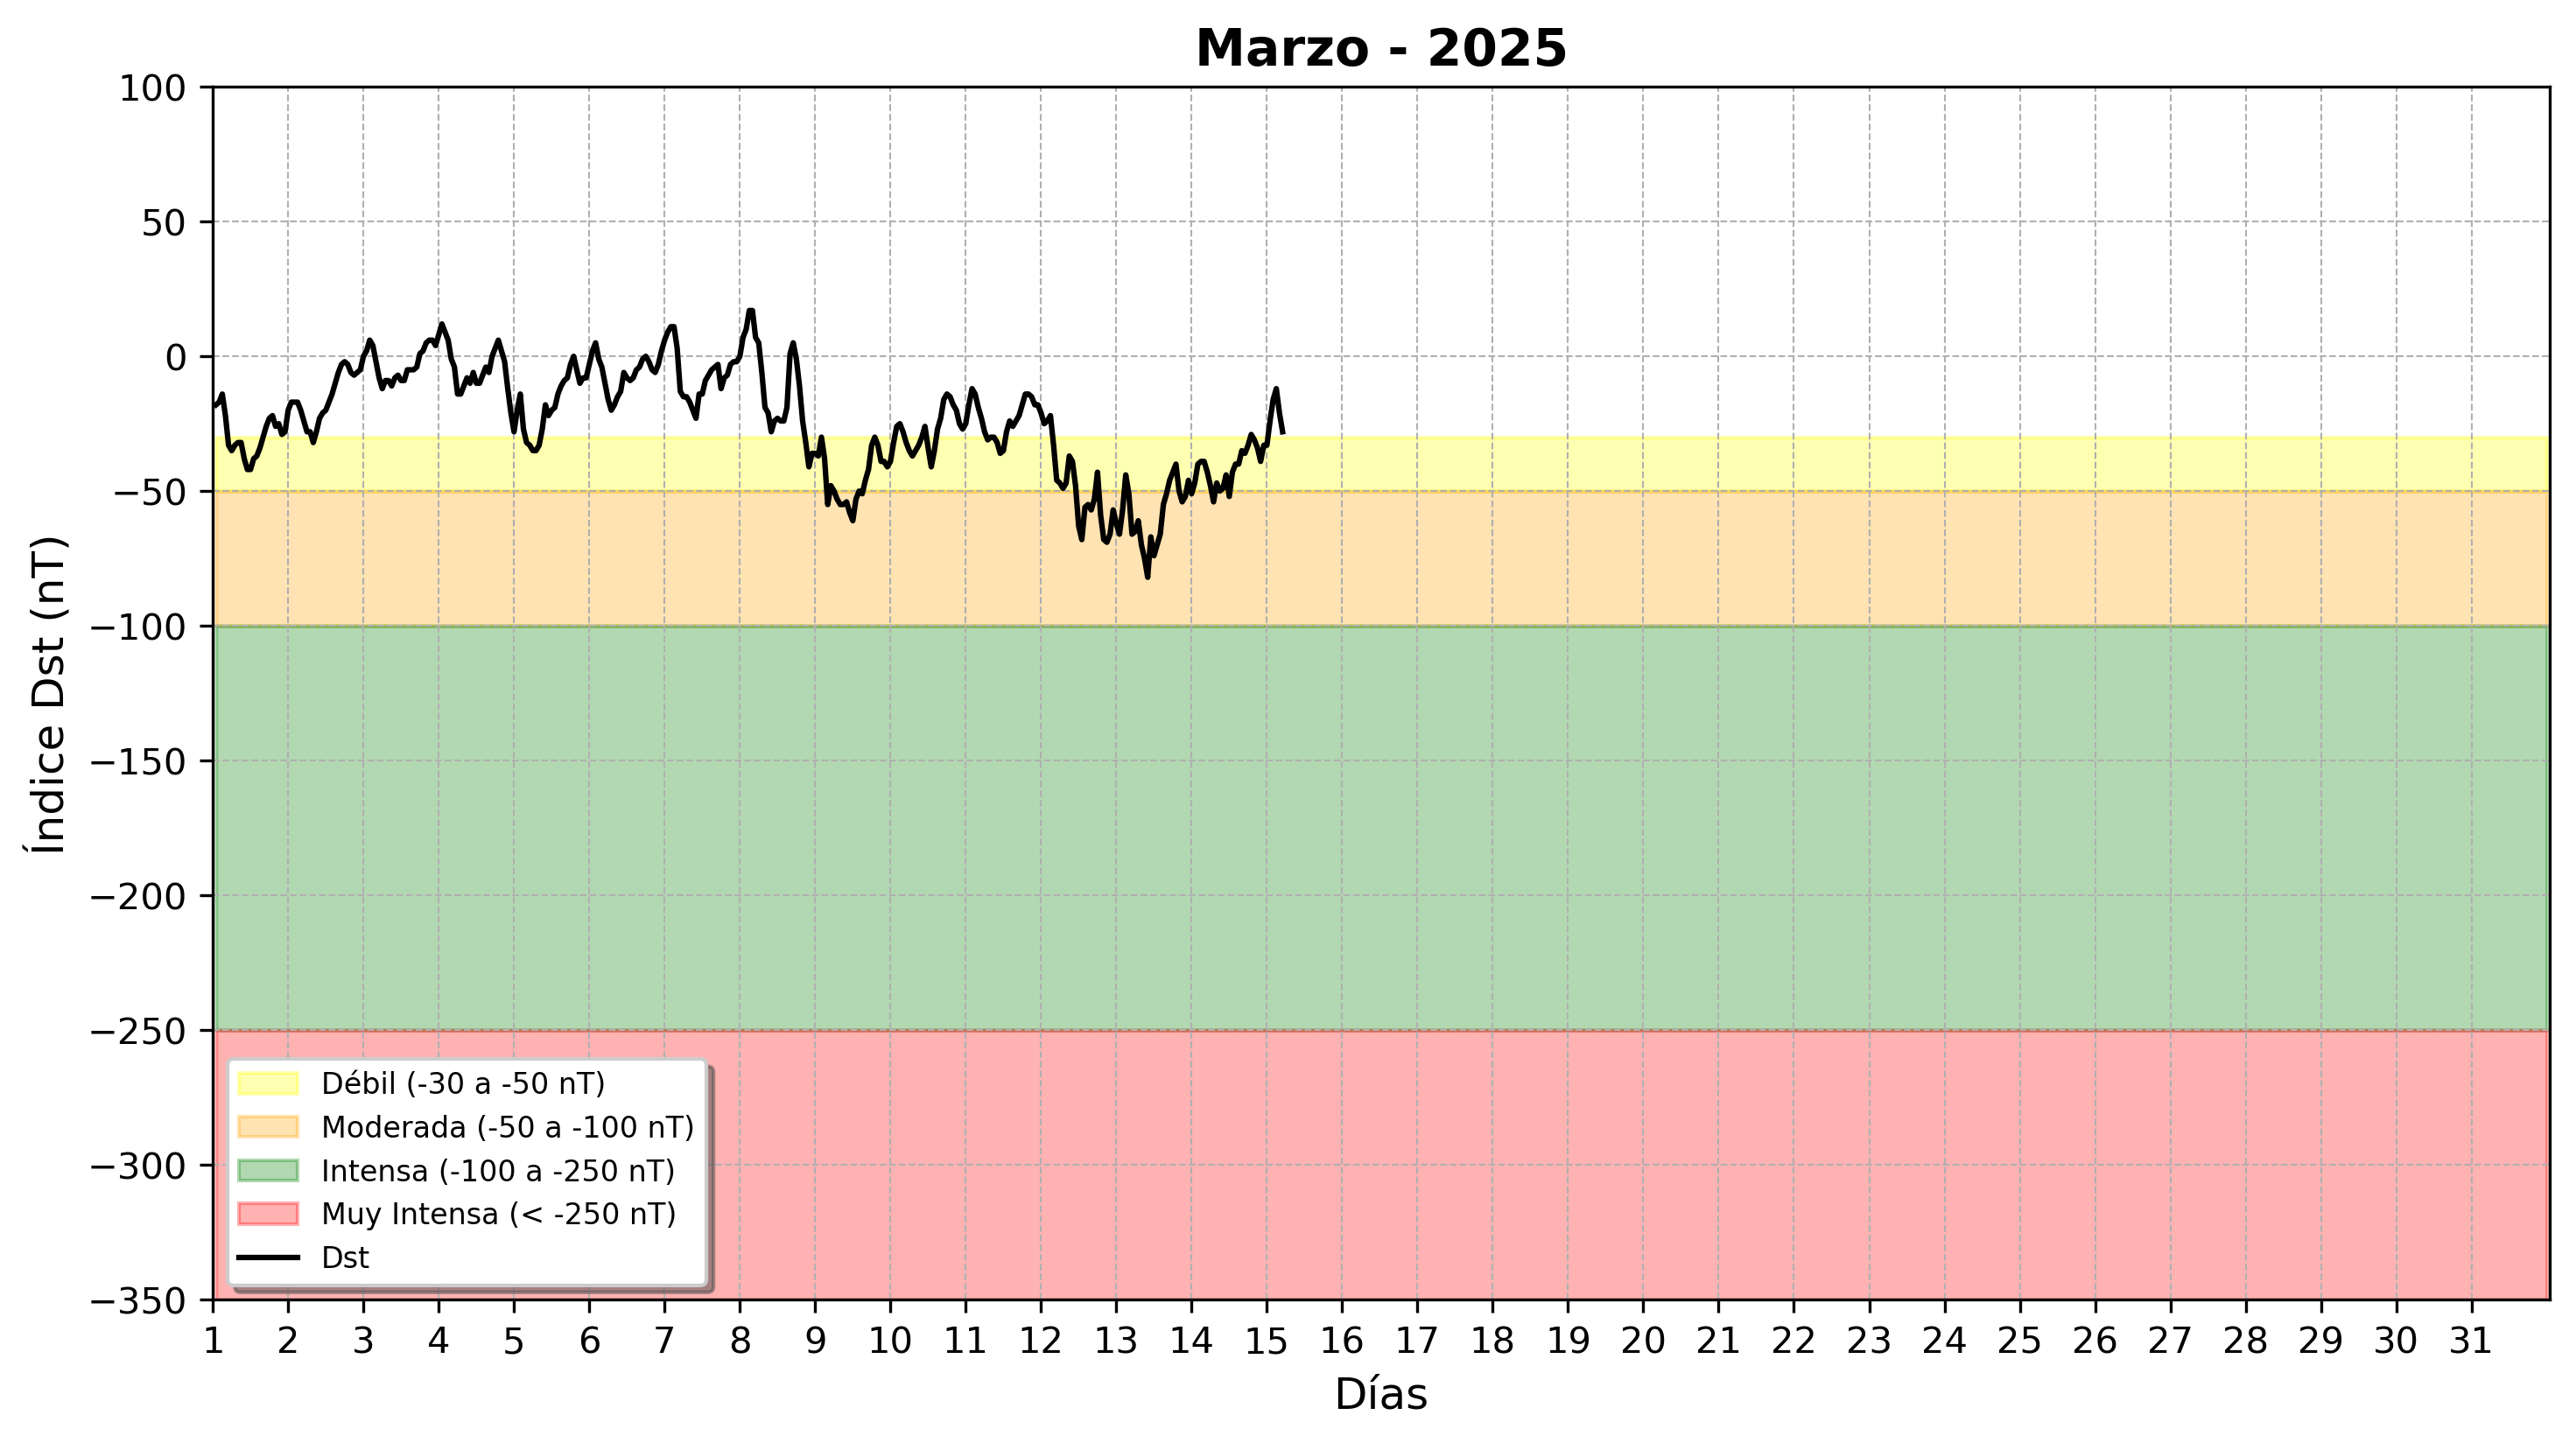 Marzo - 2025
100
50
0
−50
−100
−150
−200
−250
−300
−350
Índice Dst (nT)
Débil (-30 a -50 nT)
Moderada (-50 a -100 nT)
Intensa (-100 a -250 nT)
Muy Intensa (< -250 nT)
Dst
1 2 3 4 5 6 7 8 9 10 11 12 13 14 15 16 17 18 19 20 21 22 23 24 25 26 27 28 29 30 31
Días